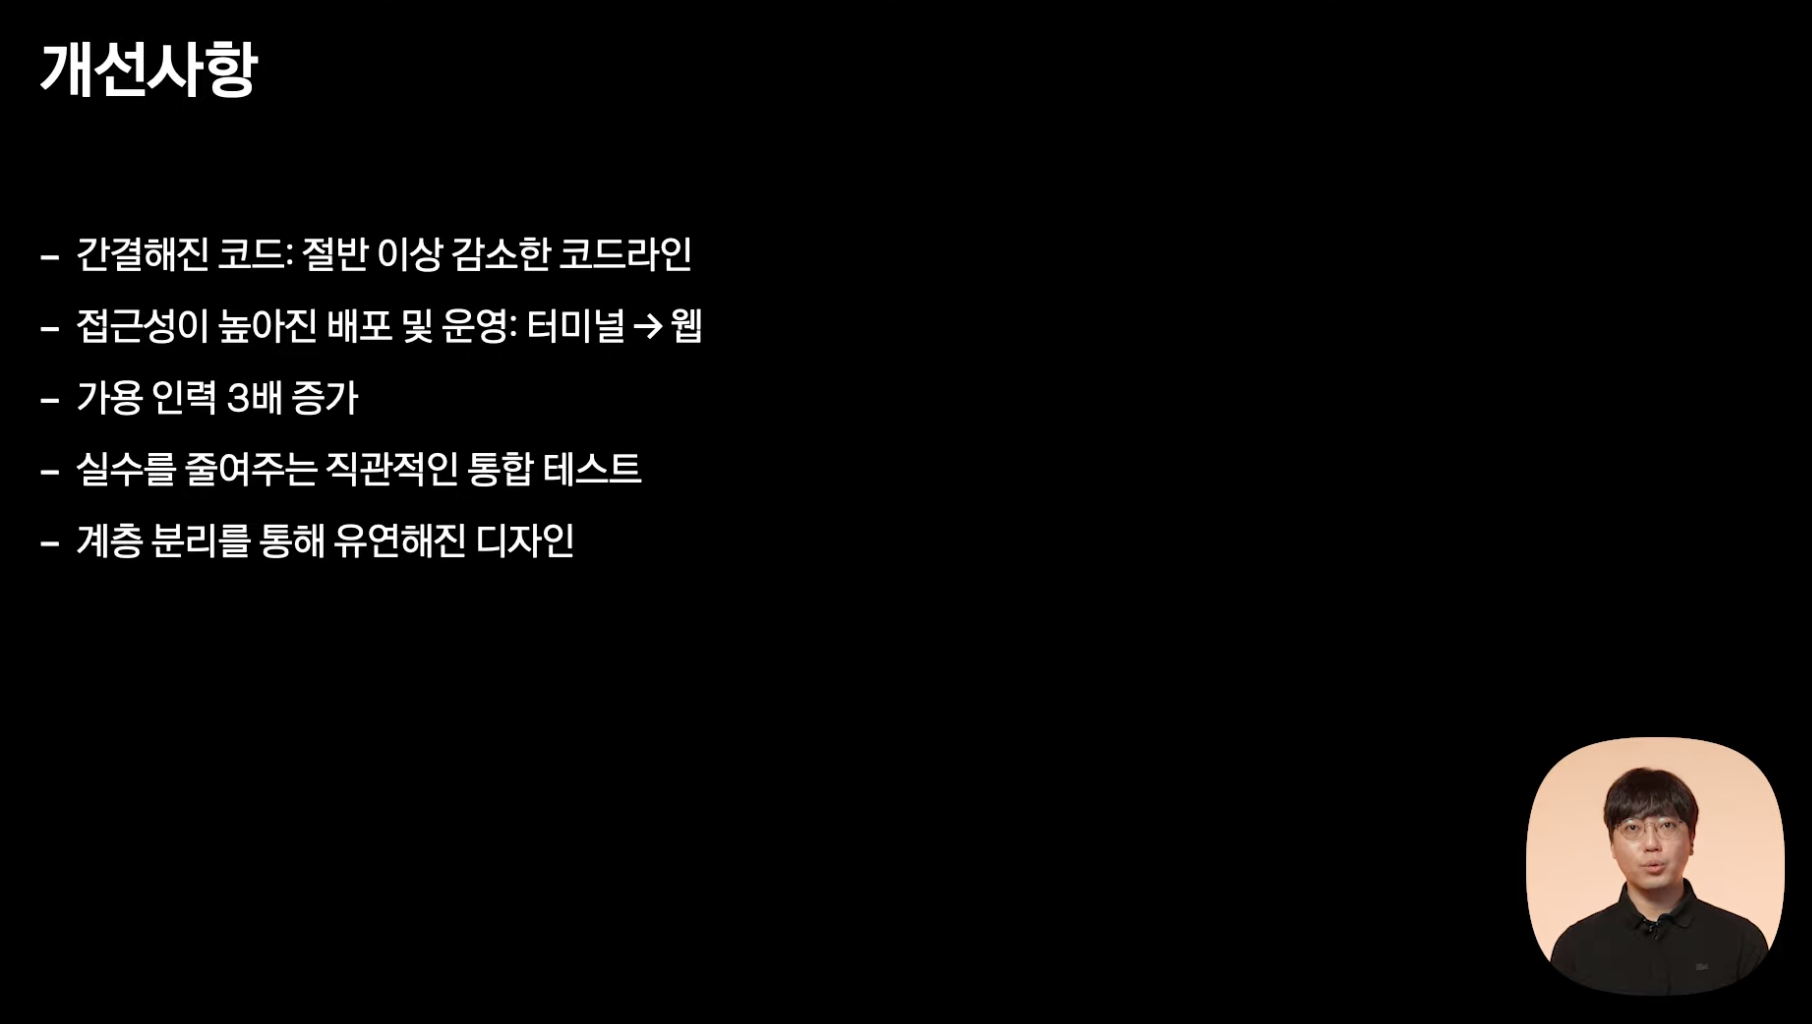 개선사항
- 간결해진 코드: 절반 이상 감소한 코드라인
- 접근성이 높아진 배포 및 운영: 터미널 → 웹
- 가용 인력 3배 증가
- 실수를 줄여주는 직관적인 통합 테스트
- 계층 분리를 통해 유연해진 디자인